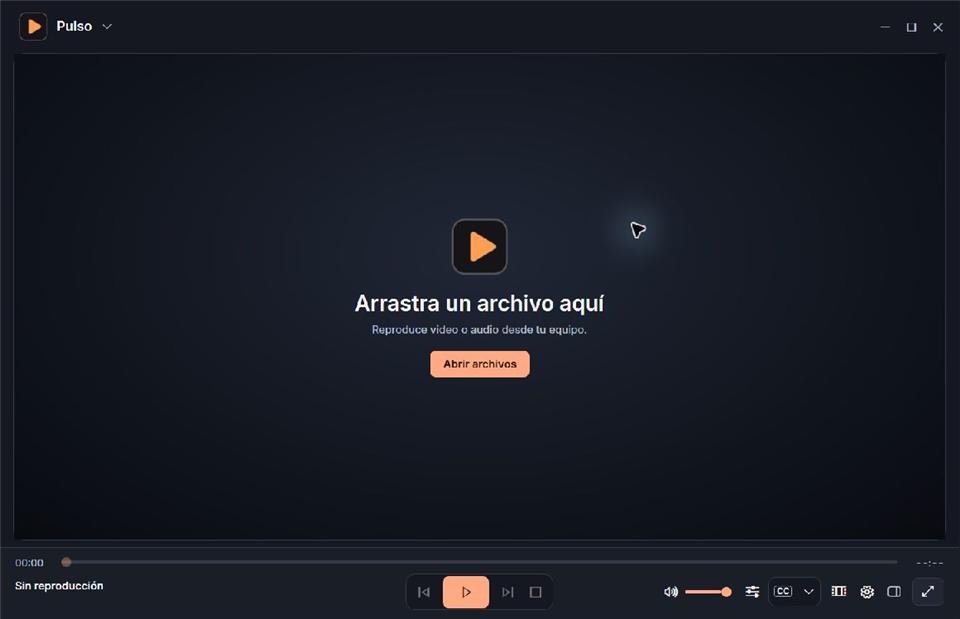 Pulso
Arrastra un archivo aquí
Reproduce video o audio desde tu equipo.
Abrir archivos
00:00
--:--
Sin reproducción
CC